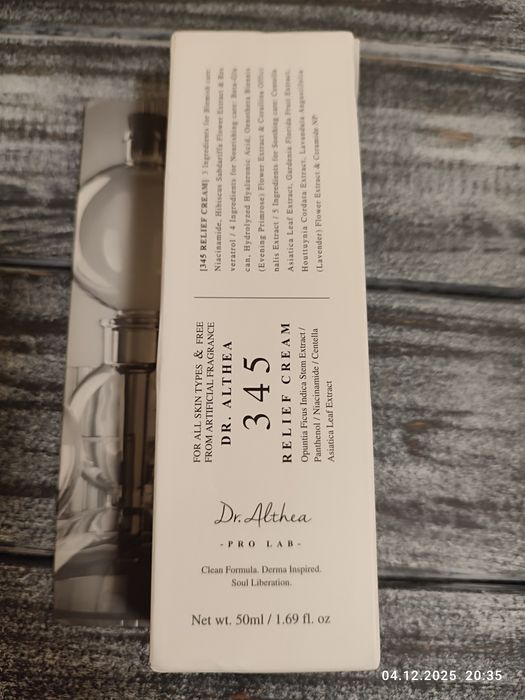 [345 RELIEF CREAM] 3 Ingredients for Blemish care:
Niacinamide, Hibiscus Sabdariffa Flower Extract & Res
veratrol / 4 Ingredients for Nourishing care: Beta-Glu
can, Hydrolyzed Hyaluronic Acid, Oenothera Biennis
(Evening Primrose) Flower Extract & Corallina Offici
nalis Extract / 5 Ingredients for Soothing care: Centella
Asiatica Leaf Extract, Gardenia Florida Fruit Extract,
Houttuynia Cordata Extract, Lavandula Angustifolia
(Lavender) Flower Extract & Ceramide NP
FOR ALL SKIN TYPES & FREE
FROM ARTIFICIAL FRAGRANCE
DR. ALTHEA
345
RELIEF CREAM
Opuntia Ficus Indica Stem Extract /
Panthenol / Niacinamide / Centella
Asiatica Leaf Extract
Dr.Althea
-PRO LAB-
Clean Formula. Derma Inspired.
Soul Liberation.
Net wt. 50ml / 1.69 fl. oz
04.12.2025 20:35